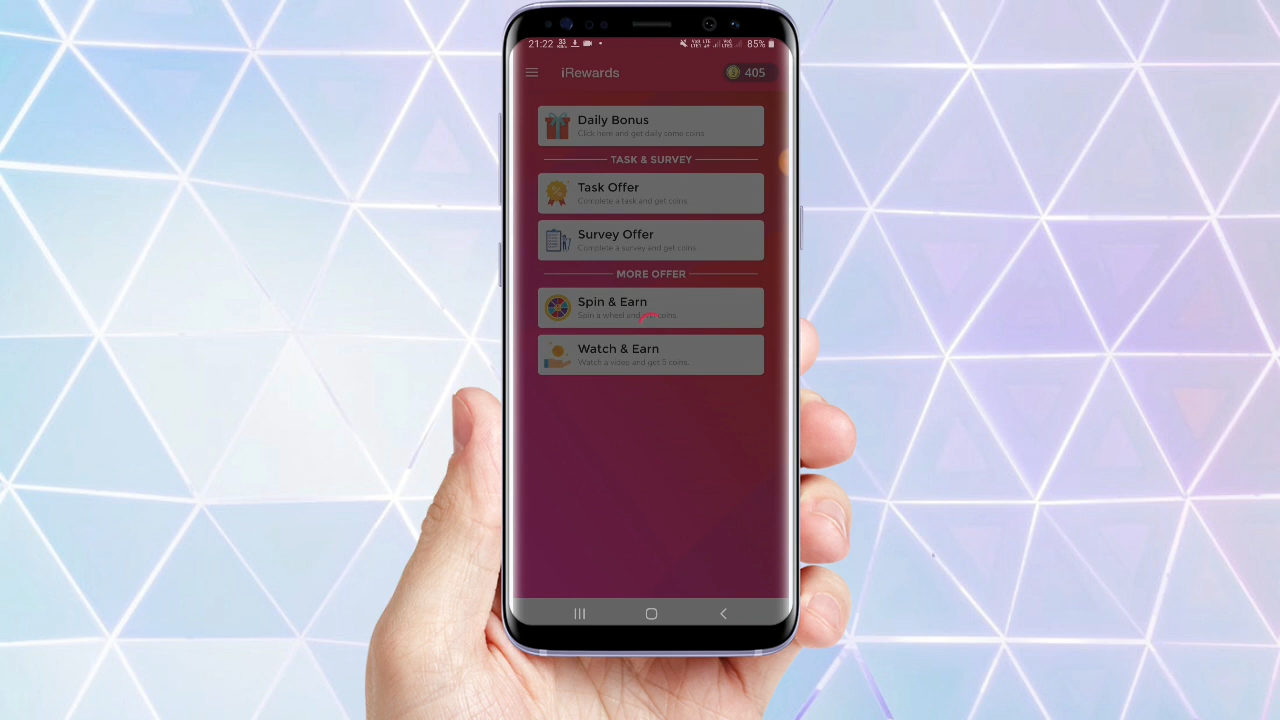 21:22
85%
iRewards
405
Daily Bonus
Click here and get daily some coins
TASK & SURVEY
Task Offer
Complete a task and get coins.
Survey Offer
Complete a survey and get coins.
MORE OFFER
Spin & Earn
Spin a wheel and coins.
Watch & Earn
Watch a video and get 5 coins.